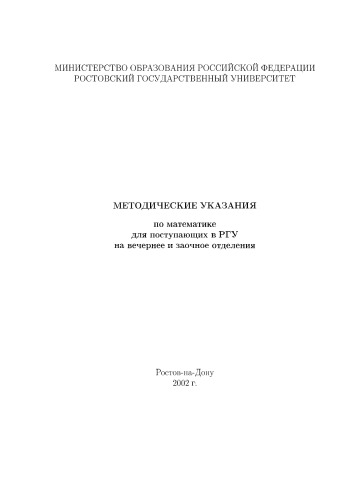 МИНИСТЕРСТВО ОБРАЗОВАНИЯ РОССИЙСКОЙ ФЕДЕРАЦИИ
РОСТОВСКИЙ ГОСУДАРСТВЕННЫЙ УНИВЕРСИТЕТ
МЕТОДИЧЕСКИЕ УКАЗАНИЯ
по математике
для поступающих в РГУ
на вечернее и заочное отделения
Ростов-на-Дону
2002 г.